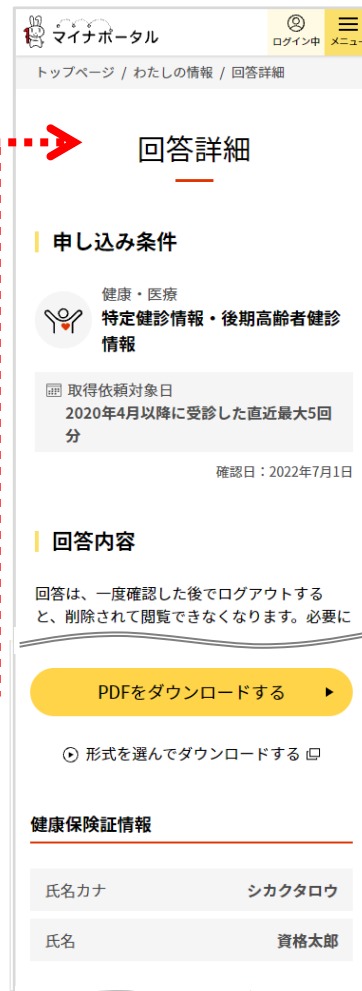 マイナポータル
ログイン中
メニュー
トップページ / わたしの情報 / 回答詳細
回答詳細
申し込み条件
健康・医療
特定健診情報・後期高齢者健診
情報
取得依頼対象日
2020年4月以降に受診した直近最大5回
分
確認日：2022年7月1日
回答内容
回答は、一度確認した後でログアウトする
と、削除されて閲覧できなくなります。必要に
PDFをダウンロードする
形式を選んでダウンロードする
健康保険証情報
氏名カナ シカクタロウ
氏名 資格太郎